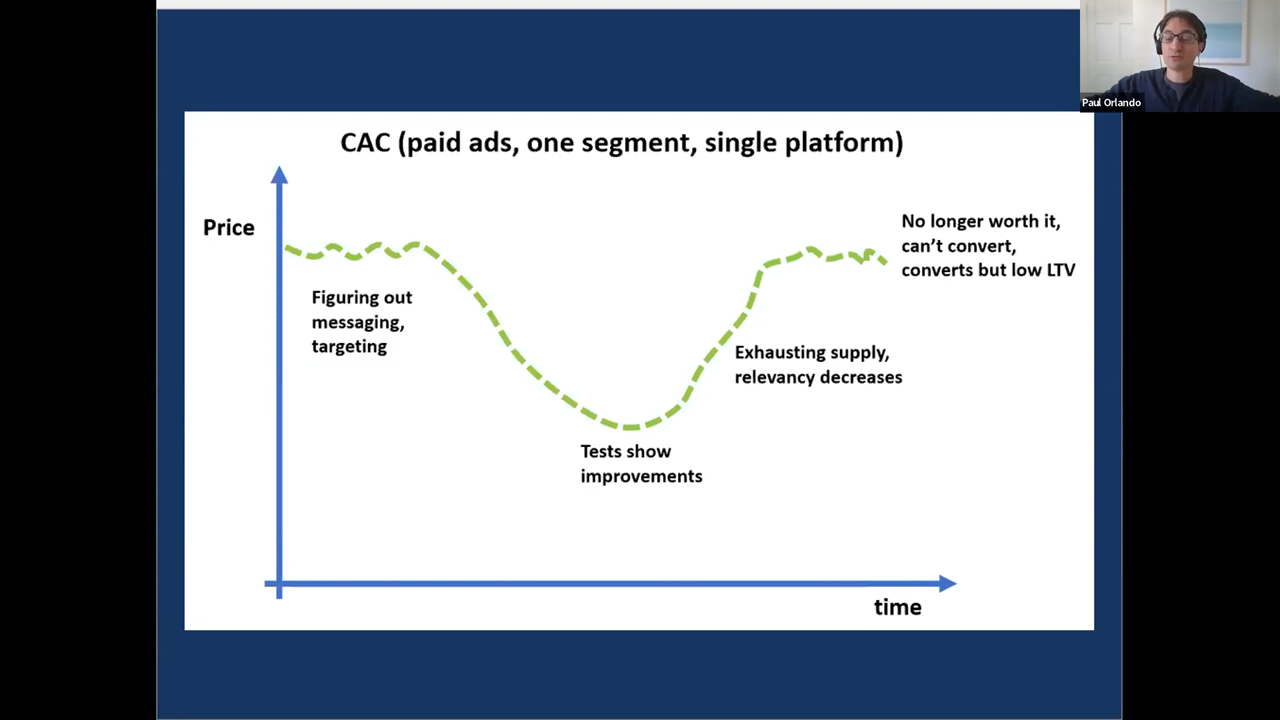 CAC (paid ads, one segment, single platform)
Price
Figuring out
messaging,
targeting
Tests show
improvements
Exhausting supply,
relevancy decreases
No longer worth it,
can’t convert,
converts but low LTV
time
Paul Orlando